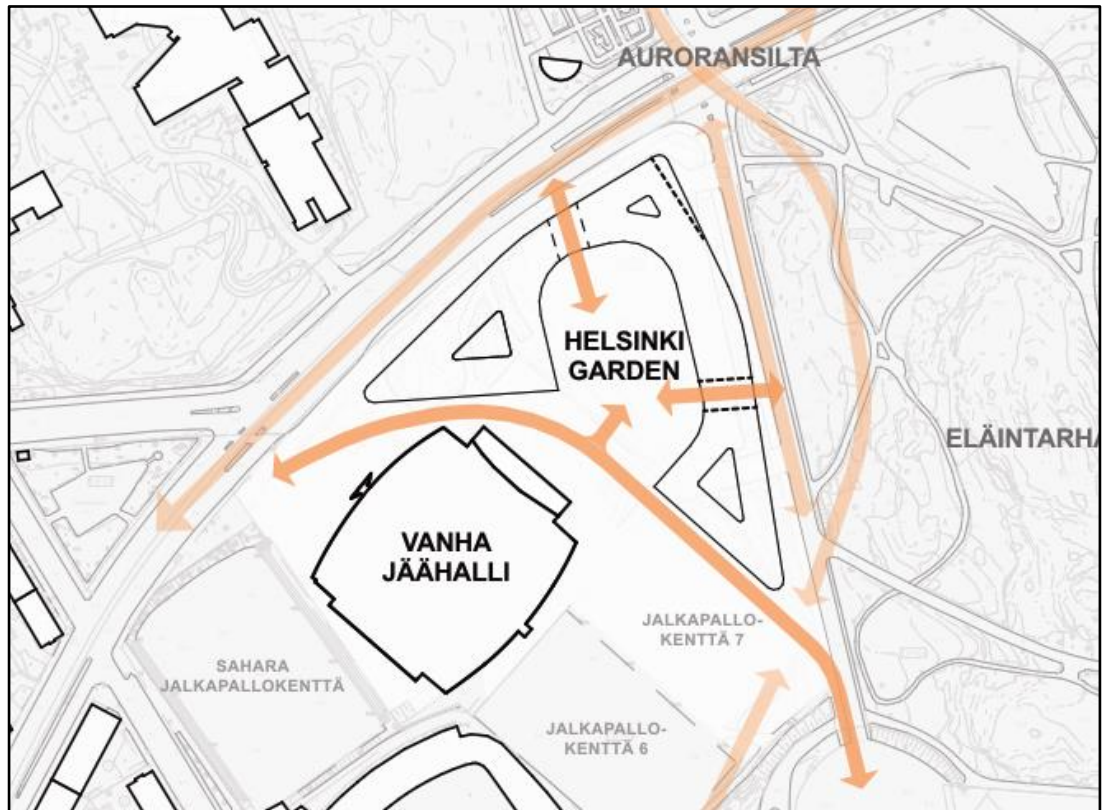 AURORANSILTA
HELSINKI
GARDEN
ELÄINTARHA
VANHA
JÄÄHALLI
JALKAPALLO-
KENTTÄ 7
SAHARA
JALKAPALLOKENTTÄ
JALKAPALLO-
KENTTÄ 6